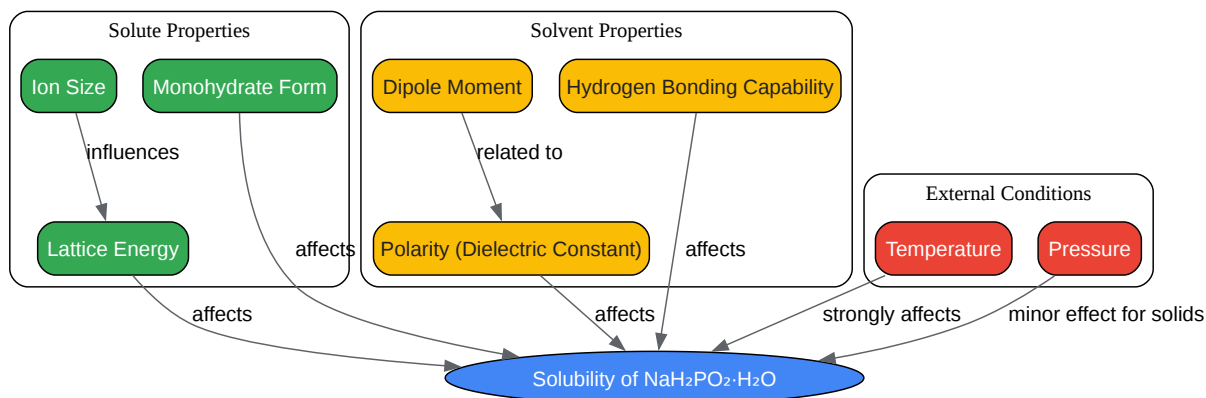 Solute Properties
Solvent Properties
Ion Size
Monohydrate Form
Dipole Moment
Hydrogen Bonding Capability
influences
related to
External Conditions
Lattice Energy
affects
Polarity (Dielectric Constant)
affects
Temperature
Pressure
affects
affects
strongly affects
minor effect for solids
Solubility of NaH₂PO₂·H₂O